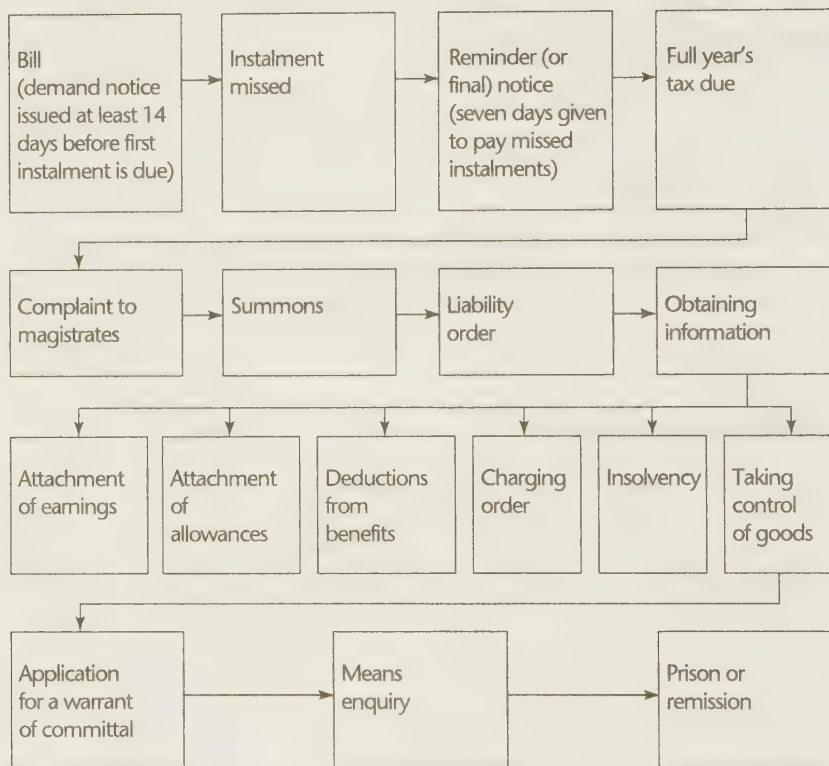 Bill
(demand notice
issued at least 14
days before first
instalment is due)
Instalment
missed
Reminder (or
final) notice
(seven days given
to pay missed
instalments)
Full year's
tax due
Complaint to
magistrates
Summons
Liability
order
Obtaining
information
Attachment
of earnings
Attachment
of
allowances
Deductions
from
benefits
Charging
order
Insolvency
Taking
control
of goods
Application
for a warrant
of committal
Means
enquiry
Prison or
remission